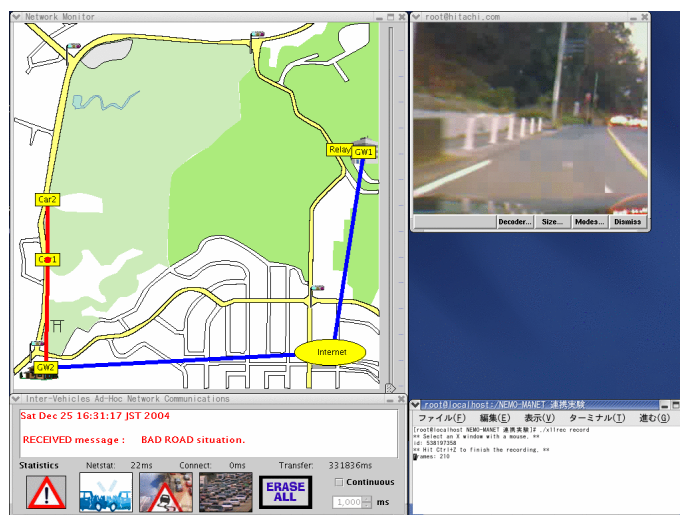 Network Monitor
Relay
GW1
Car2
Car1
GW2
Internet
root@hitachi.com
Decoder...
Size...
Modes...
Dismiss
Inter-Vehicles Ad-Hoc Network Communications
Sat Dec 25 16:31:17 JST 2004
RECEIVED message : BAD ROAD situation.
Statistics Netstat: 22ms Connect: 0ms Transfer: 331836ms
ERASE
ALL
Continuous
1,000 ms
root@localhost:/NEMO-MANET 連携実験
ファイル(F) 編集(E) 表示(V) ターミナル(T) 進む(G)
[root@localhost NEMO-MANET 連携実験]# ./x11rec record
** Select an X window with a mouse. **
id: 538197358
** Hit Ctrl+Z to finish the recording. **
frames: 210